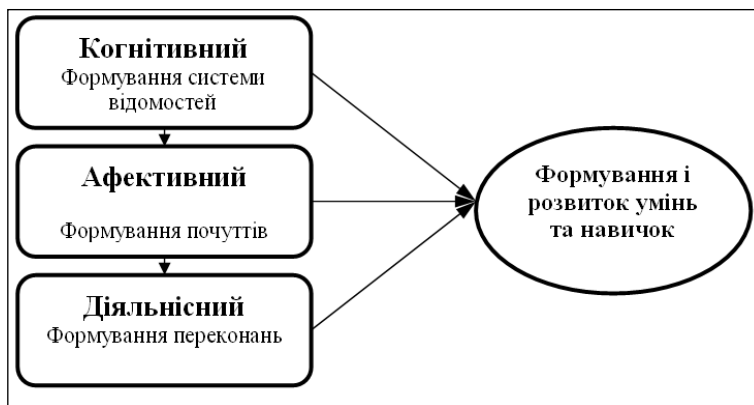 Когнітивний
Формування системи
відомостей
Афективний
Формування почуттів
Діяльнісний
Формування переконань
Формування і
розвиток умінь
та навичок